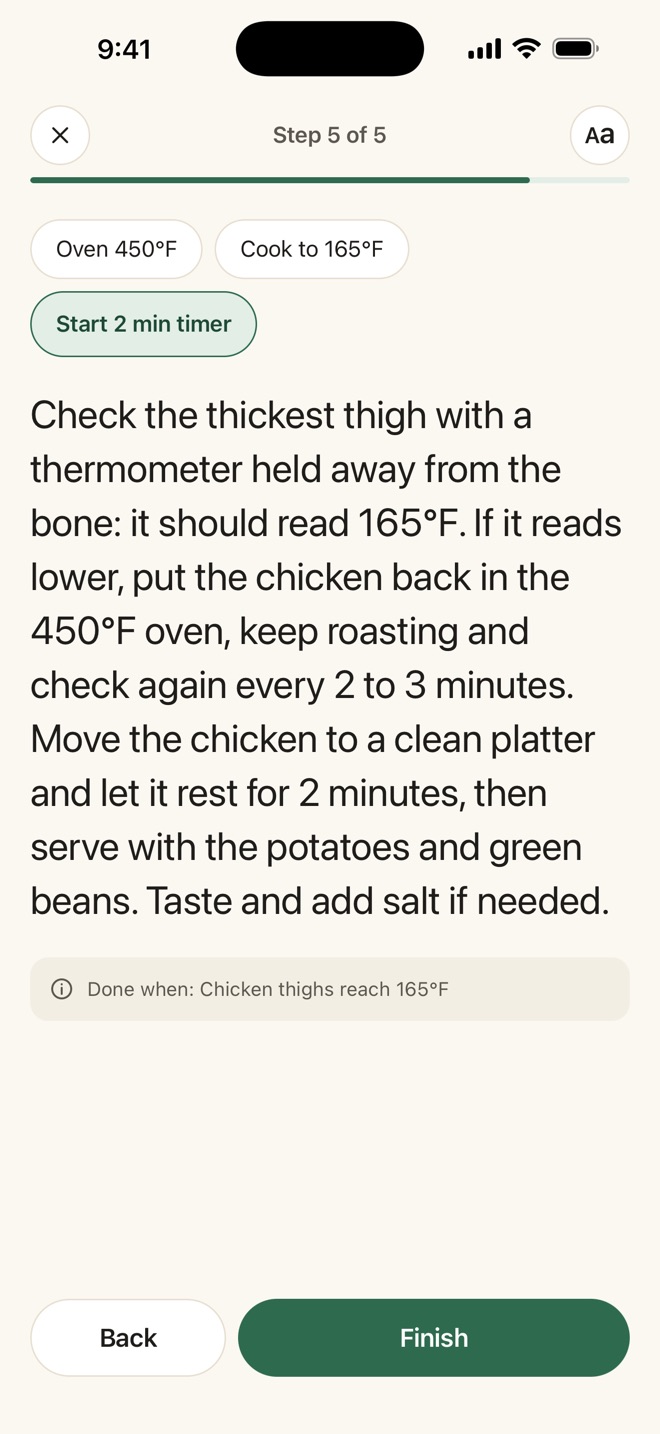 9:41
Step 5 of 5
Aa
Oven 450°F
Cook to 165°F
Start 2 min timer
Check the thickest thigh with a
thermometer held away from the
bone: it should read 165°F. If it reads
lower, put the chicken back in the
450°F oven, keep roasting and
check again every 2 to 3 minutes.
Move the chicken to a clean platter
and let it rest for 2 minutes, then
serve with the potatoes and green
beans. Taste and add salt if needed.
Done when: Chicken thighs reach 165°F
Back
Finish